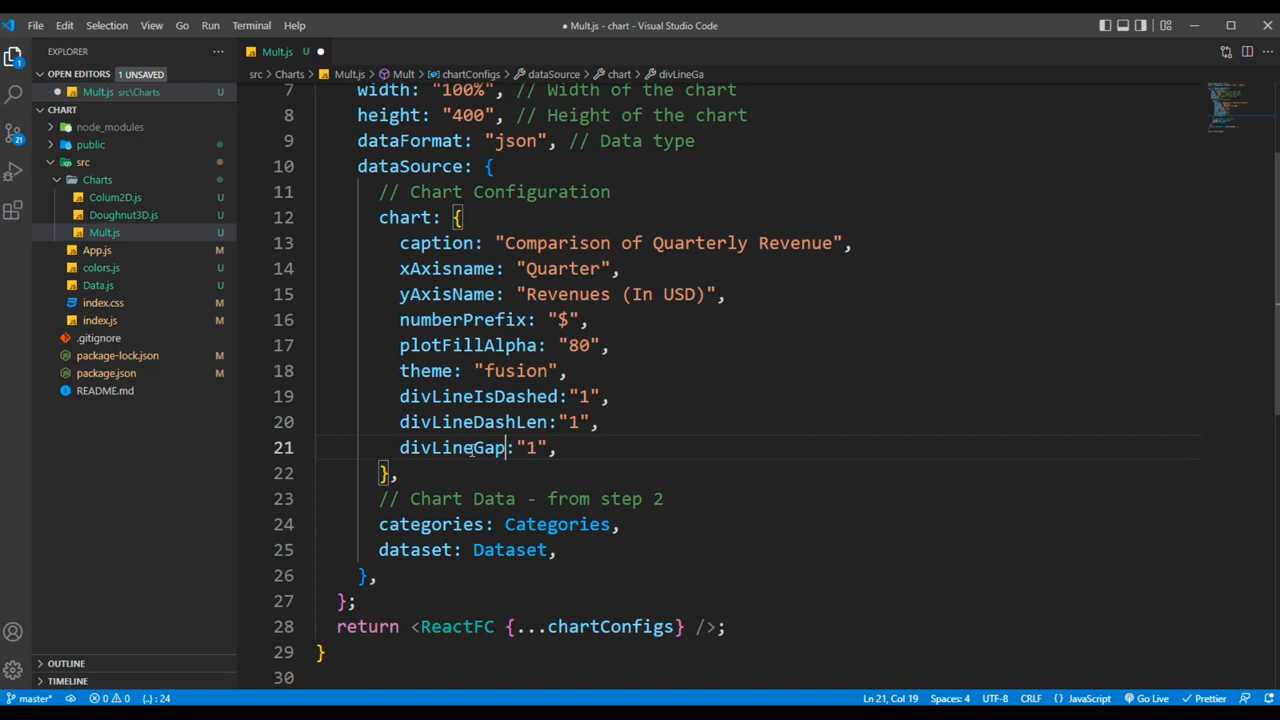 File Edit Selection View Go Run Terminal Help
● Mult.js - chart - Visual Studio Code
EXPLORER
OPEN EDITORS 1 UNSAVED
Mult.js src\Charts U
CHART
node_modules
public
src
Charts
Colum2D.js U
Doughnut3D.js U
Mult.js U
App.js M
colors.js U
Data.js U
index.css M
index.js M
.gitignore
package-lock.json M
package.json M
README.md
OUTLINE
TIMELINE
1
21
Mult.js U
src > Charts > Mult.js > Mult > chartConfigs > dataSource > chart > divLineGa
7 width: "100%", // Width of the chart
8 height: "400", // Height of the chart
9 dataFormat: "json", // Data type
10 dataSource: {
11 // Chart Configuration
12 chart: {
13 caption: "Comparison of Quarterly Revenue",
14 xAxisname: "Quarter",
15 yAxisName: "Revenues (In USD)",
16 numberPrefix: "$",
17 plotFillAlpha: "80",
18 theme: "fusion",
19 divLineIsDashed:"1",
20 divLineDashLen:"1",
21 divLineGap:"1",
22 },
23 // Chart Data - from step 2
24 categories: Categories,
25 dataset: Dataset,
26 },
27 };
28 return <ReactFC {...chartConfigs} />;
29 }
30
master* 0 0 {..} : 24 Ln 21, Col 19 Spaces: 4 UTF-8 CRLF { } JavaScript Go Live Prettier